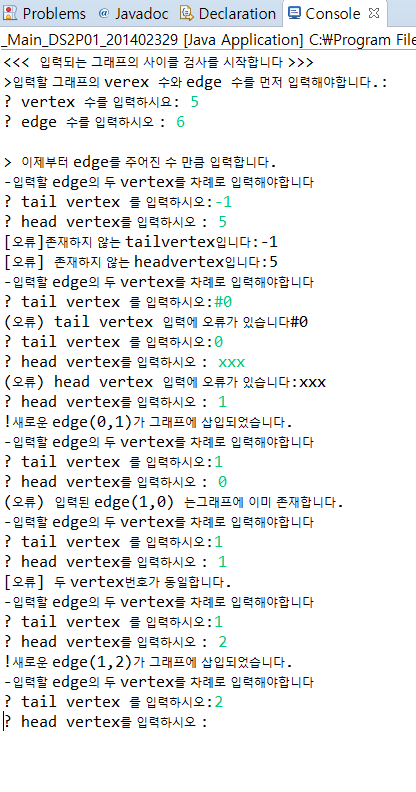 Problems @ Javadoc Declaration Console
_Main_DS2P01_201402329 [Java Application] C:₩Program File
<<< 입력되는 그래프의 사이클 검사를 시작합니다 >>>
>입력할 그래프의 verex 수와 edge 수를 먼저 입력해야합니다.:
? vertex 수를 입력하시요: 5
? edge 수를 입력하시오 : 6
> 이제부터 edge를 주어진 수 만큼 입력합니다.
-입력할 edge의 두 vertex를 차례로 입력해야합니다
? tail vertex 를 입력하시오:-1
? head vertex를 입력하시오 : 5
[오류]존재하지 않는 tailvertex입니다:-1
[오류] 존재하지 않는 headvertex입니다:5
-입력할 edge의 두 vertex를 차례로 입력해야합니다
? tail vertex 를 입력하시오:#0
(오류) tail vertex 입력에 오류가 있습니다#0
? tail vertex 를 입력하시오:0
? head vertex를 입력하시오 : xxx
(오류) head vertex 입력에 오류가 있습니다:xxx
? head vertex를 입력하시오 : 1
!새로운 edge(0,1)가 그래프에 삽입되었습니다.
-입력할 edge의 두 vertex를 차례로 입력해야합니다
? tail vertex 를 입력하시오:1
? head vertex를 입력하시오 : 0
(오류) 입력된 edge(1,0) 는그래프에 이미 존재합니다.
-입력할 edge의 두 vertex를 차례로 입력해야합니다
? tail vertex 를 입력하시오:1
? head vertex를 입력하시오 : 1
[오류] 두 vertex번호가 동일합니다.
-입력할 edge의 두 vertex를 차례로 입력해야합니다
? tail vertex 를 입력하시오:1
? head vertex를 입력하시오 : 2
!새로운 edge(1,2)가 그래프에 삽입되었습니다.
-입력할 edge의 두 vertex를 차례로 입력해야합니다
? tail vertex 를 입력하시오:2
? head vertex를 입력하시오 :